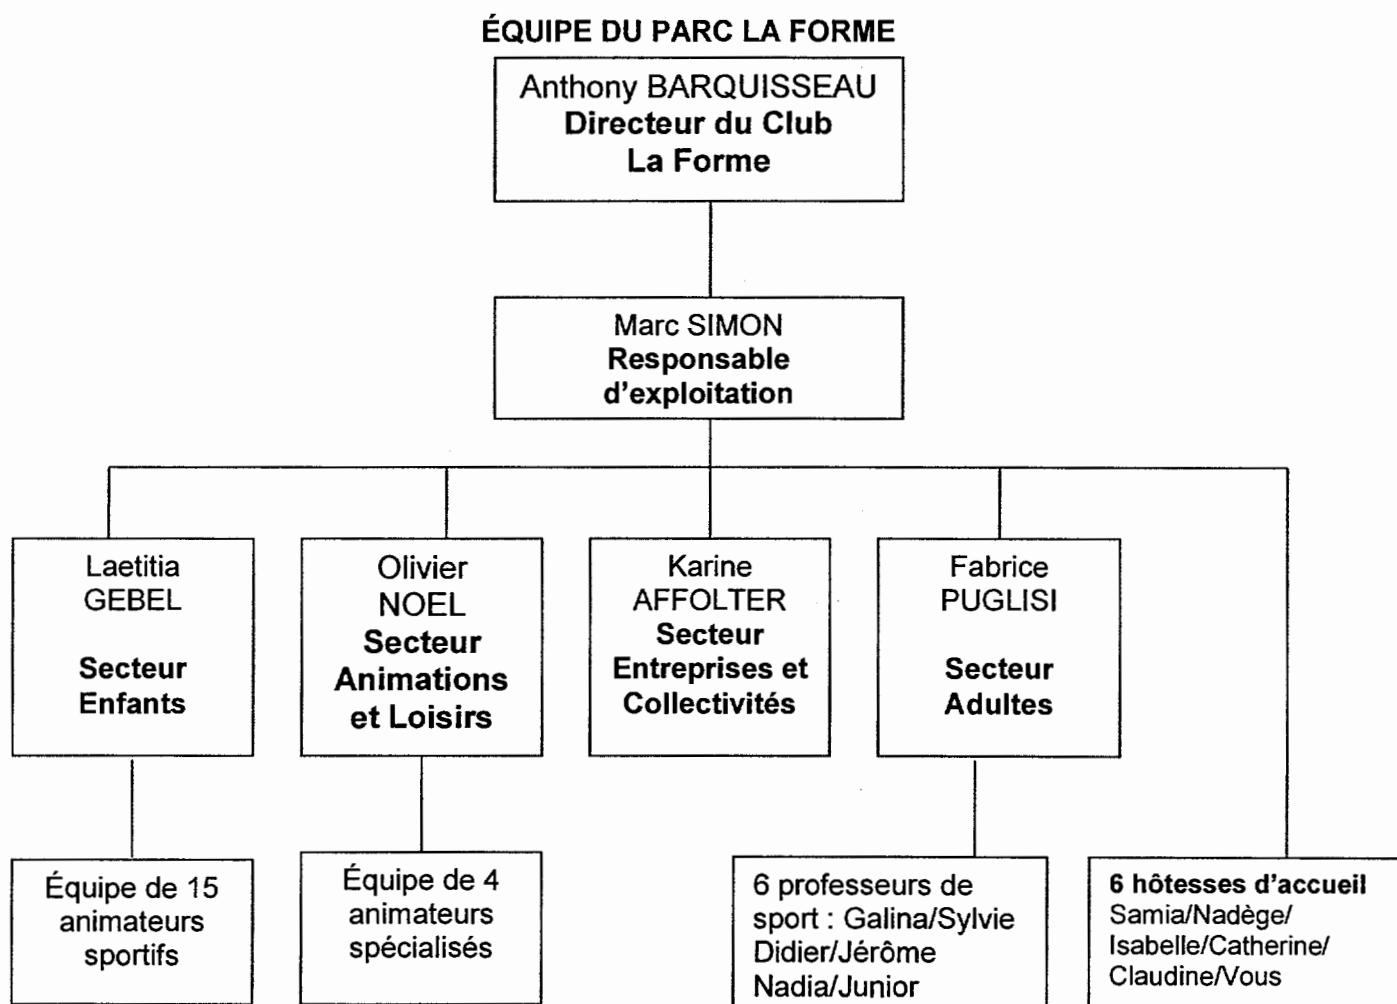 ÉQUIPE DU PARC LA FORME
Anthony BARQUISSEAU
Directeur du Club
La Forme
Marc SIMON
Responsable
d'exploitation
Laetitia
GEBEL
Secteur
Enfants
Olivier
NOEL
Secteur
Animations
et Loisirs
Karine
AFFOLTER
Secteur
Entreprises et
Collectivités
Fabrice
PUGLISI
Secteur
Adultes
Équipe de 15
animateurs
sportifs
Équipe de 4
animateurs
spécialisés
6 professeurs de
sport : Galina/Sylvie
Didier/Jérôme
Nadia/Junior
6 hôtesses d'accueil
Samia/Nadège/
Isabelle/Catherine/
Claudine/Vous